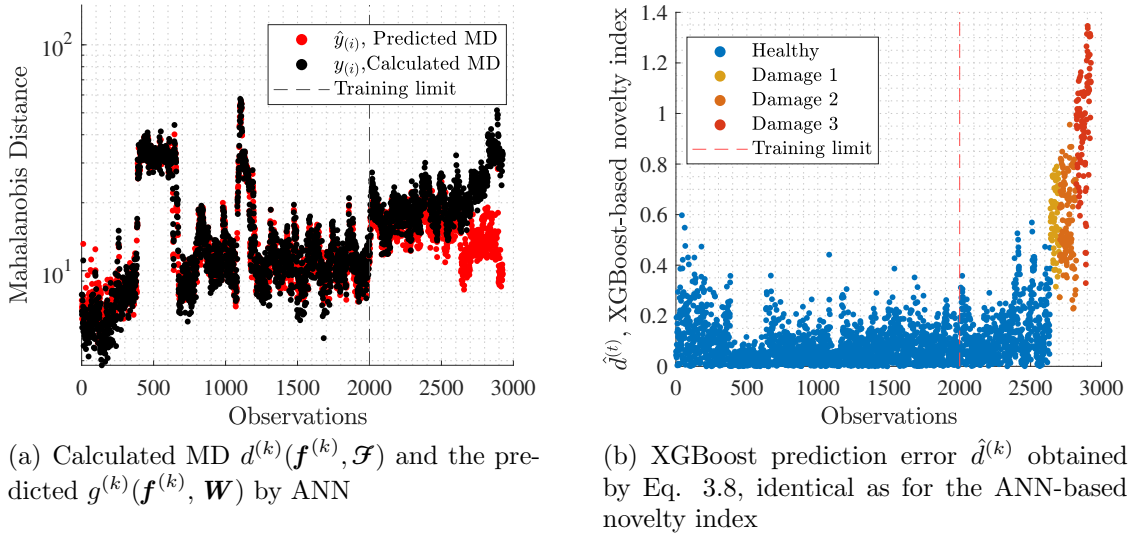 10²
10¹
Mahalanobis Distance
ŷ₍ᵢ₎, Predicted MD
y₍ᵢ₎,Calculated MD
Training limit
0 500 1000 1500 2000 2500 3000
Observations
(a) Calculated MD d⁽ᵏ⁾(f⁽ᵏ⁾, ℱ) and the pre-
dicted g⁽ᵏ⁾(f⁽ᵏ⁾, W) by ANN
1.4
1.2
1
0.8
0.6
0.4
0.2
0
d̂⁽ᵗ⁾, XGBoost-based novelty index
Healthy
Damage 1
Damage 2
Damage 3
Training limit
0 500 1000 1500 2000 2500 3000
Observations
(b) XGBoost prediction error d̂⁽ᵏ⁾ obtained
by Eq. 3.8, identical as for the ANN-based
novelty index